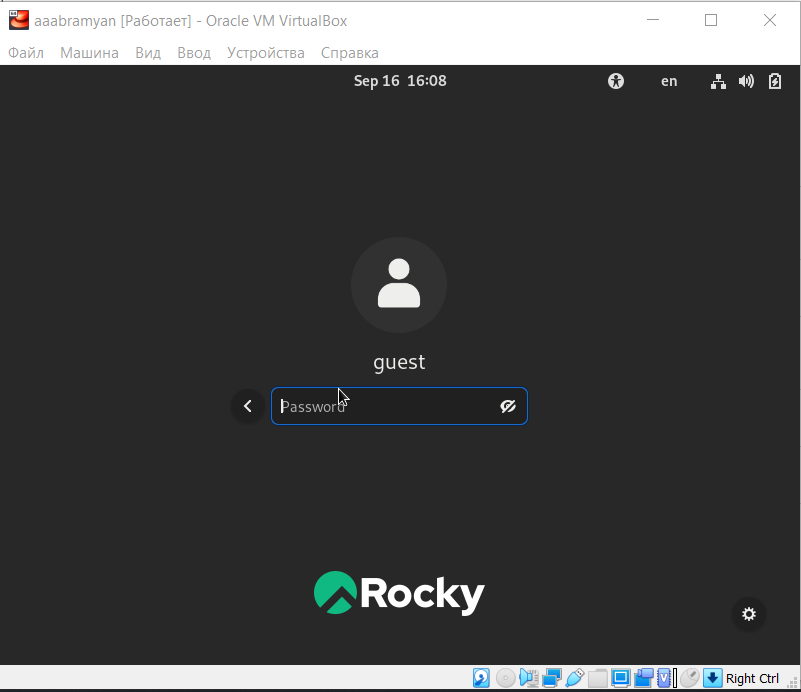 aaabramyan [Работает] - Oracle VM VirtualBox
Файл Машина Вид Ввод Устройства Справка
Sep 16 16:08 en
guest
Password
Rocky
Right Ctrl